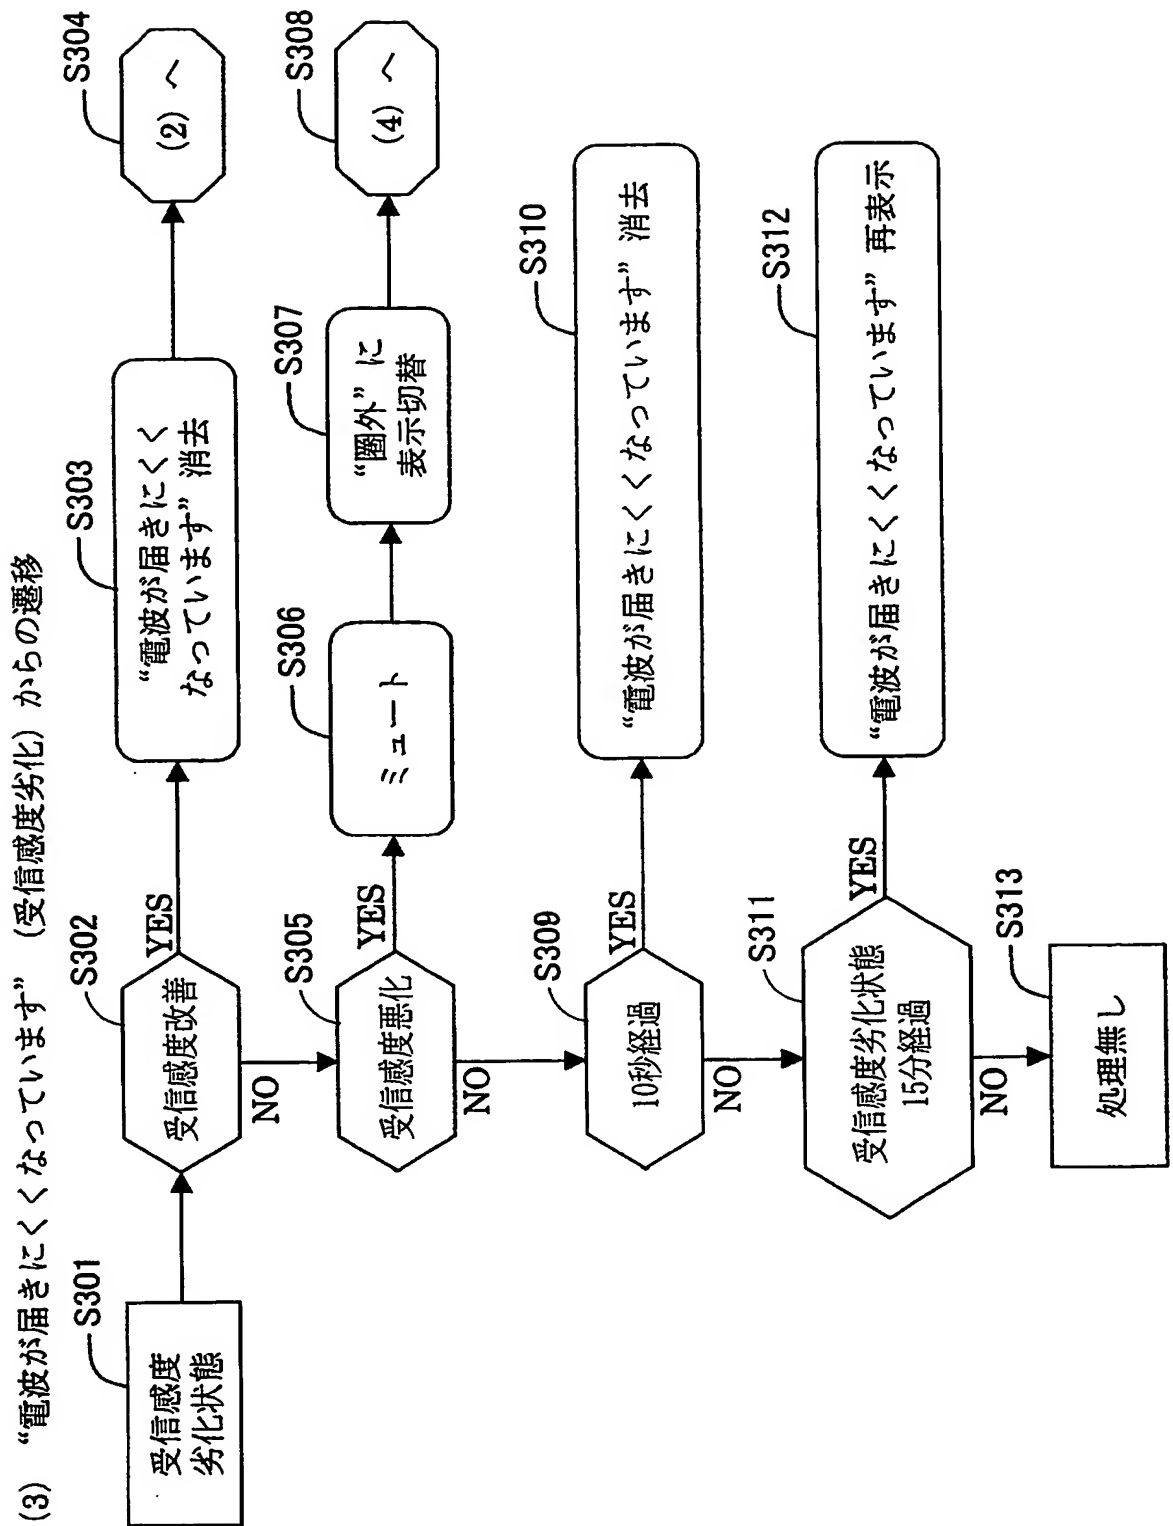 (3) “電波が届きにくくなっています” (受信感度劣化) からの遷移
S301
受信感度
劣化状態
S302
受信感度改善
YES
NO
S303
“電波が届きにくく
なっています” 消去
S304
(2) へ
S305
受信感度悪化
YES
NO
S306
ミュート
S307
“圏外” に
表示切替
S308
(4) へ
S309
10秒経過
YES
NO
S310
“電波が届きにくくなっています” 消去
S311
受信感度劣化状態
15分経過
YES
NO
S312
“電波が届きにくくなっています” 再表示
S313
処理無し